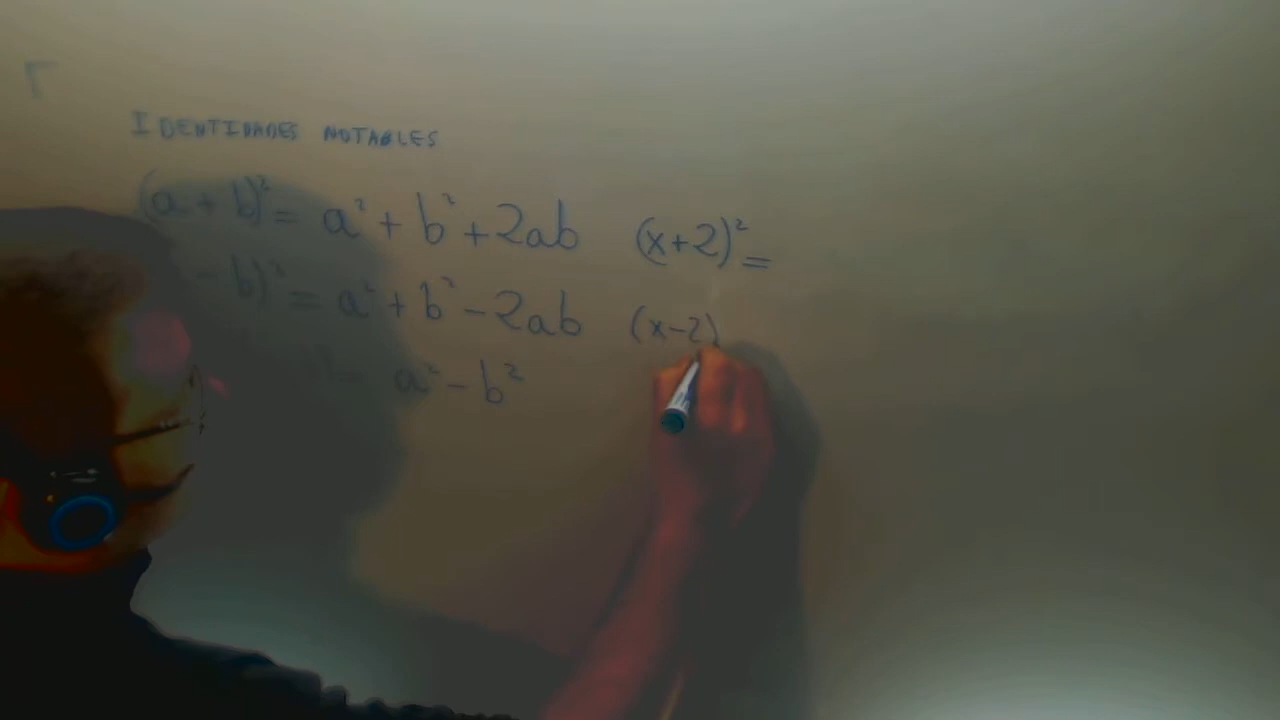 IDENTIDADES NOTABLES
(a + b)² = a² + b² + 2ab (x+2)² =
- b)² = a² + b² - 2ab (x-2)
= a² - b²